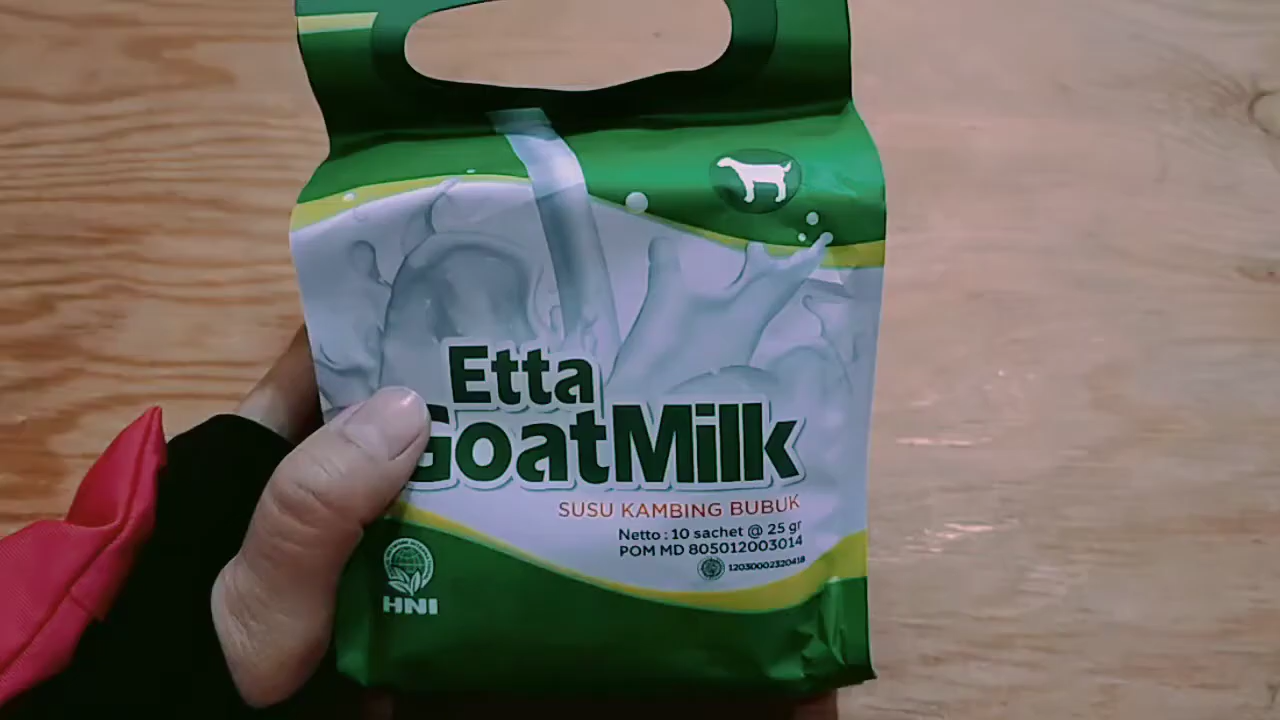 Etta
GoatMilk
SUSU KAMBING BUBUK
Netto : 10 sachet @ 25 gr
POM MD 805012003014
12030002320418
HNI